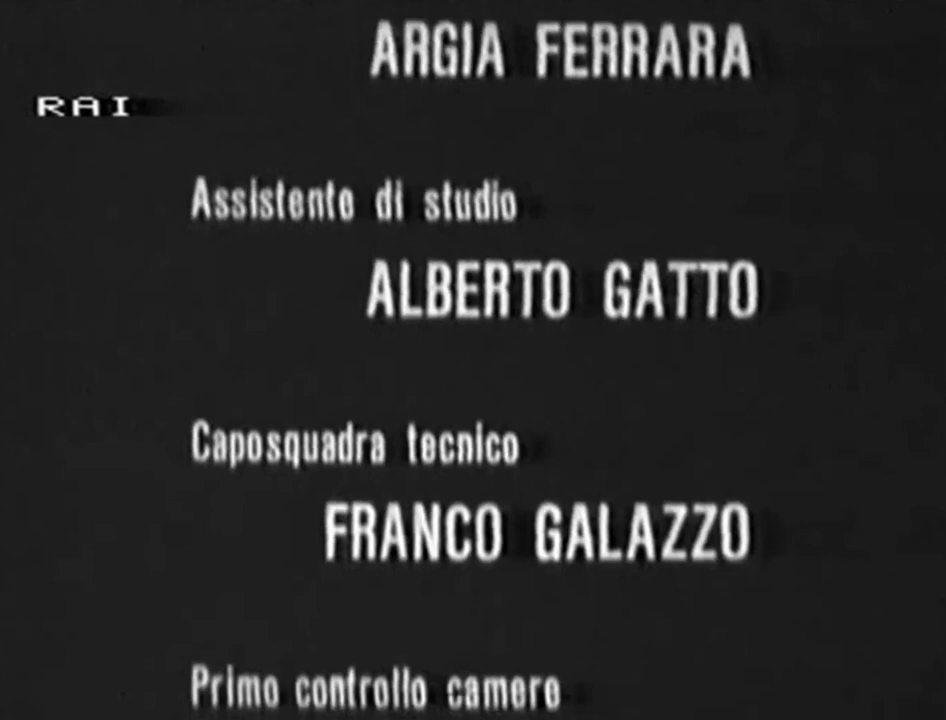 ARGIA FERRARA
RAI
Assistente di studio
ALBERTO GATTO
Caposquadra tecnico
FRANCO GALAZZO
Primo controllo camere